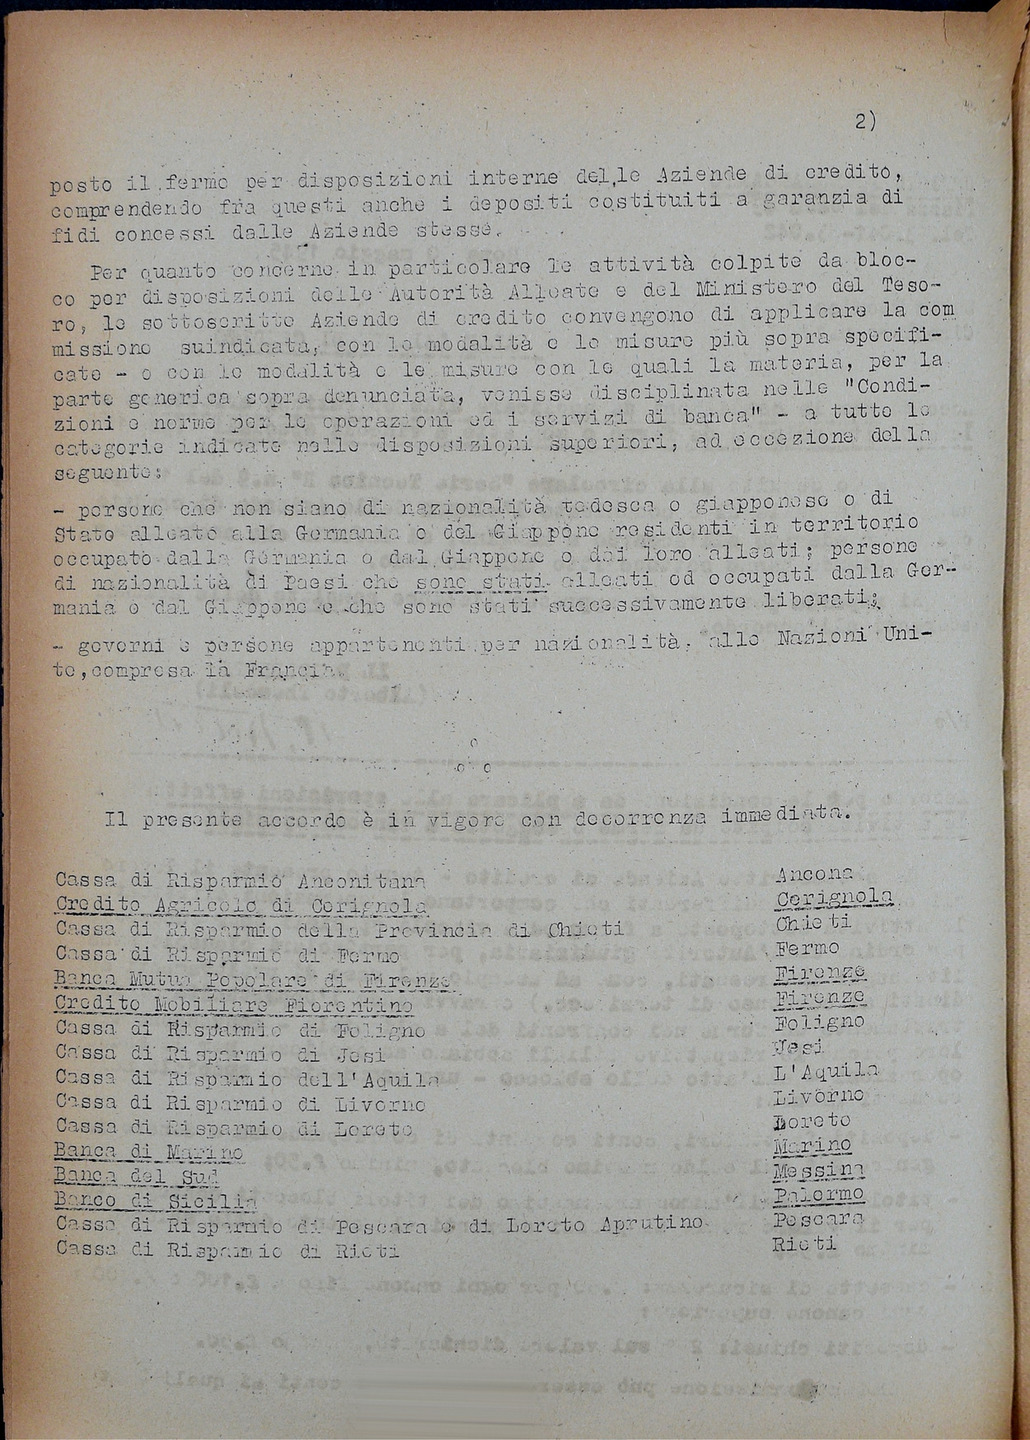 2)
posto il fermo per disposizioni interne delle Aziende di credito,
comprendendo fra questi anche i depositi costituiti a garanzia di
fidi concessi dalle Aziende stesse.
Per quanto concerne in particolare le attività colpite da bloc-
co per disposizioni delle Autorità Alleate e del Ministero del Teso-
ro, le sottoscritte Aziende di credito convengono di applicare la com
missione suindicata, con le modalità e le misure più sopra specifi-
cate - o con le modalità e le misure con le quali la materia, per la
parte generica sopra denunciata, venisse disciplinata nelle "Condi-
zioni e norme per le operazioni ed i servizi di banca" - a tutte le
categorie indicate nelle disposizioni superiori, ad eccezione della
seguente:
- persone che non siano di nazionalità tedesca o giapponese o di
Stato alleato alla Germania o del Giappone residenti in territorio
occupato dalla Germania o dal Giappone o dai loro alleati; persone
di nazionalità di Paesi che sono stati alleati od occupati dalla Ger-
mania o dal Giappone e che sono stati successivamente liberati;
- governi e persone appartenenti per nazionalità, alle Nazioni Uni-
te, compresa la Francia.
o
o o
Il presente accordo è in vigore con decorrenza immediata.
Cassa di Risparmio Anconitana Ancona
Credito Agricolo di Cerignola Cerignola
Cassa di Risparmio della Provincia di Chieti Chieti
Cassa di Risparmio di Fermo Fermo
Banca Mutua Popolare di Firenze Firenze
Credito Mobiliare Fiorentino Firenze
Cassa di Risparmio di Foligno Foligno
Cassa di Risparmio di Jesi Jesi
Cassa di Risparmio dell'Aquila L'Aquila
Cassa di Risparmio di Livorno Livorno
Cassa di Risparmio di Loreto Loreto
Banca di Marino Marino
Banca del Sud Messina
Banco di Sicilia Palermo
Cassa di Risparmio di Pescara e di Loreto Aprutino Pescara
Cassa di Risparmio di Rieti Rieti